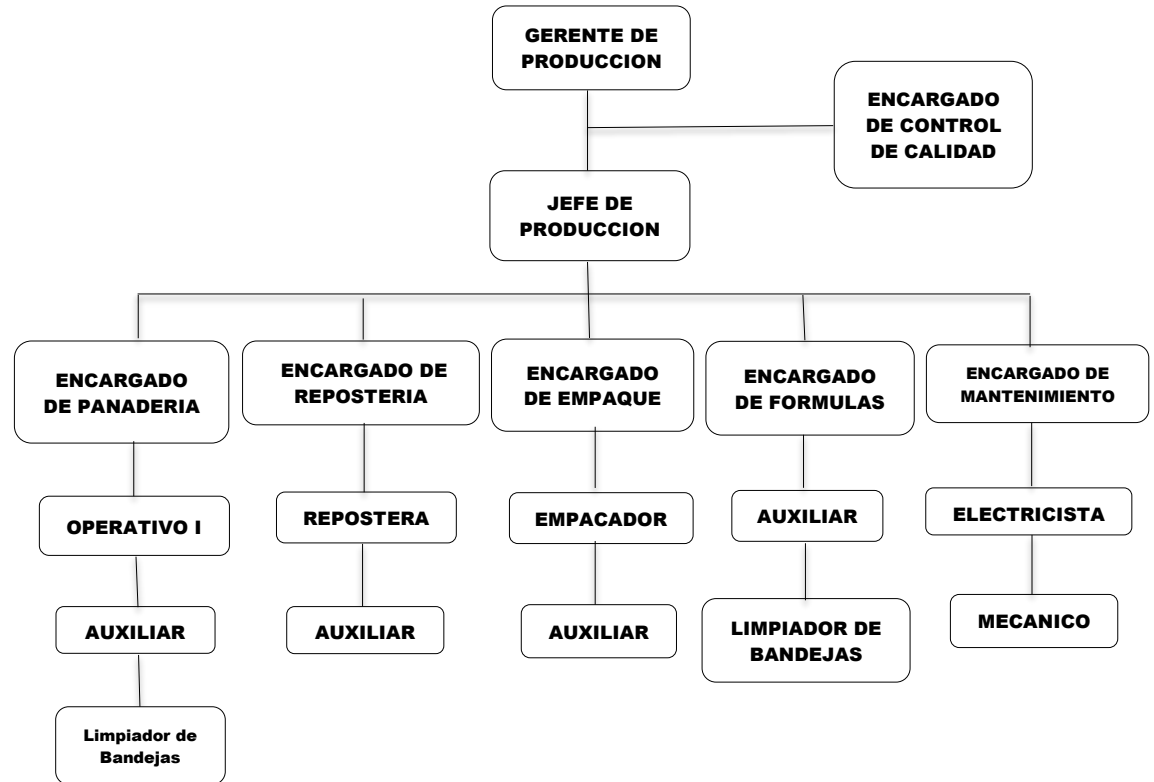 GERENTE DE
PRODUCCION
ENCARGADO
DE CONTROL
DE CALIDAD
JEFE DE
PRODUCCION
ENCARGADO
DE PANADERIA
ENCARGADO DE
REPOSTERIA
ENCARGADO
DE EMPAQUE
ENCARGADO
DE FORMULAS
ENCARGADO DE
MANTENIMIENTO
OPERATIVO I
REPOSTERA
EMPACADOR
AUXILIAR
ELECTRICISTA
AUXILIAR
AUXILIAR
AUXILIAR
LIMPIADOR DE
BANDEJAS
MECANICO
Limpiador de
Bandejas